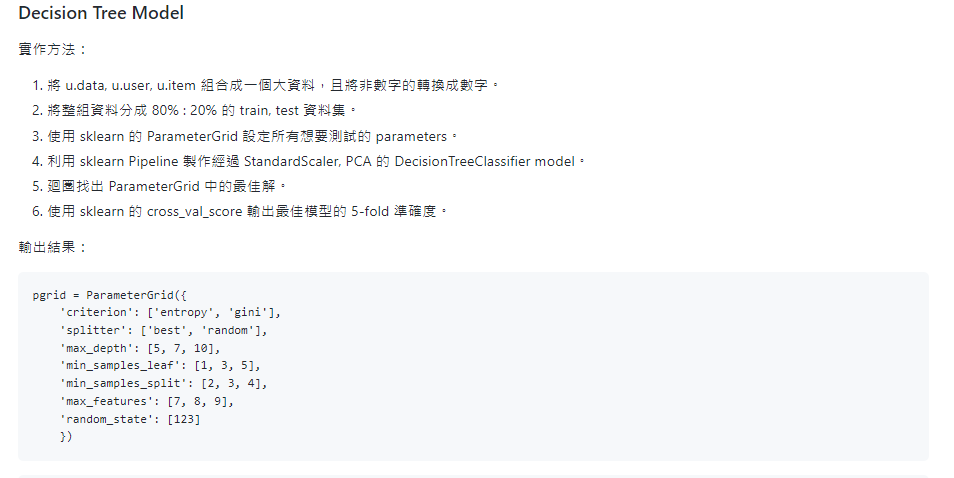 Decision Tree Model
實作方法：
1. 將 u.data, u.user, u.item 組合成一個大資料，且將非數字的轉換成數字。
2. 將整組資料分成 80% : 20% 的 train, test 資料集。
3. 使用 sklearn 的 ParameterGrid 設定所有想要測試的 parameters。
4. 利用 sklearn Pipeline 製作經過 StandardScaler, PCA 的 DecisionTreeClassifier model。
5. 迴圈找出 ParameterGrid 中的最佳解。
6. 使用 sklearn 的 cross_val_score 輸出最佳模型的 5-fold 準確度。
輸出結果：
pgrid = ParameterGrid({
    'criterion': ['entropy', 'gini'],
    'splitter': ['best', 'random'],
    'max_depth': [5, 7, 10],
    'min_samples_leaf': [1, 3, 5],
    'min_samples_split': [2, 3, 4],
    'max_features': [7, 8, 9],
    'random_state': [123]
    })